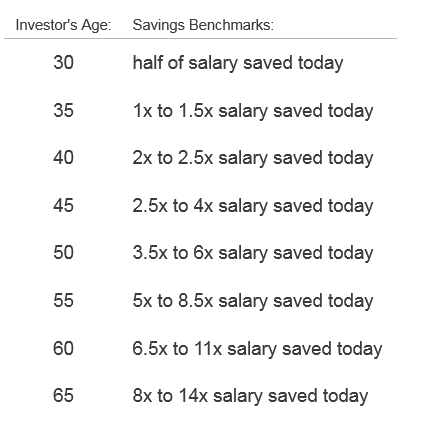 Investor's Age: Savings Benchmarks:
30 half of salary saved today
35 1x to 1.5x salary saved today
40 2x to 2.5x salary saved today
45 2.5x to 4x salary saved today
50 3.5x to 6x salary saved today
55 5x to 8.5x salary saved today
60 6.5x to 11x salary saved today
65 8x to 14x salary saved today